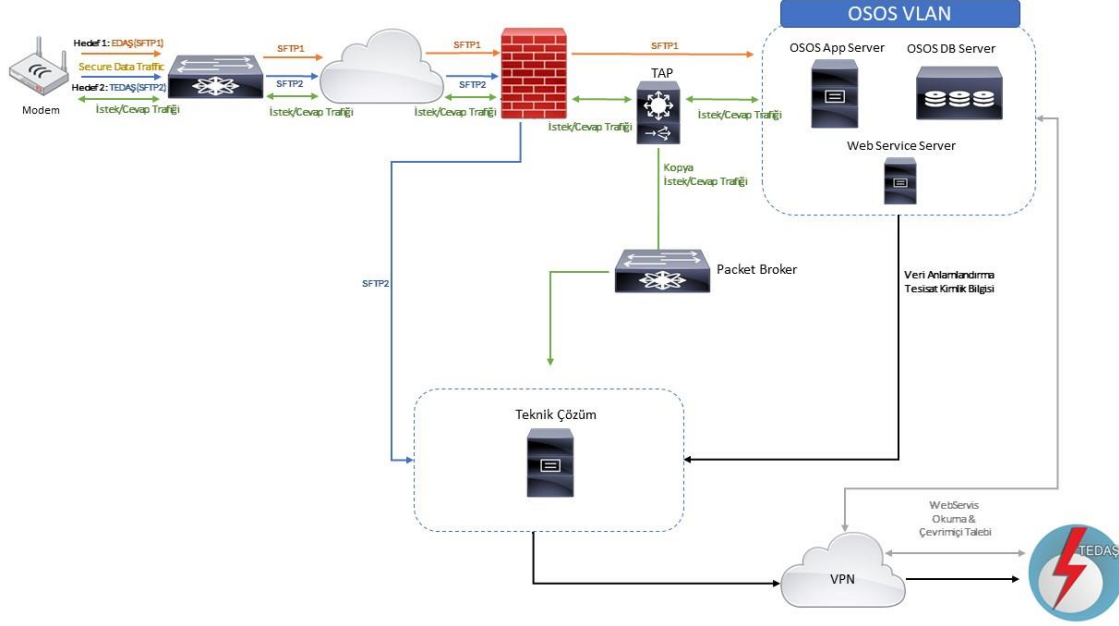 OSOS VLAN
Hedef 1: EDAŞ(SFTP1)
Secure Data Traffic
Hedef 2: TEDAŞ(SFTP2)
İstek/Cevap Trafiği
Modem
SFTP1
SFTP2
İstek/Cevap Trafiği
SFTP1
SFTP2
İstek/Cevap Trafiği
SFTP1
İstek/Cevap Trafiği
TAP
İstek/Cevap Trafiği
OSOS App Server
OSOS DB Server
Web Service Server
Kopya
İstek/Cevap Trafiği
Packet Broker
SFTP2
Veri Anlamlandırma
Tesisat Kimlik Bilgisi
Teknik Çözüm
WebServis
Okuma &
Çevrimiçi Talebi
VPN
TEDAŞ